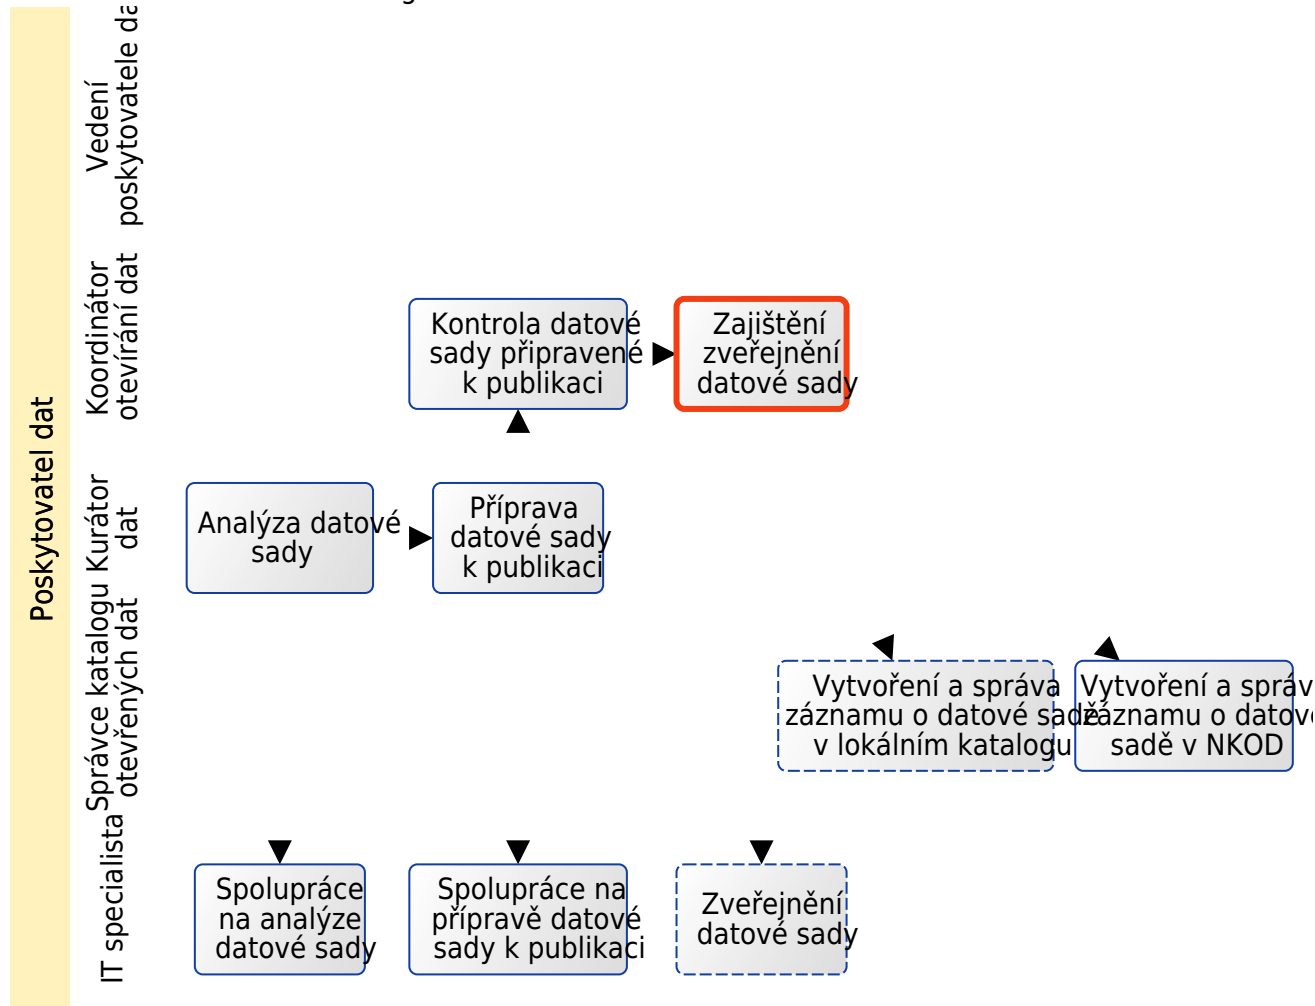 Poskytovatel dat
Vedení
poskytovatele
Koordinátor
otevírání dat
Kontrola datové
sady připravené
k publikaci
Zajištění
zveřejnění
datové sady
Kurátor
dat
Analýza datové
sady
Příprava
datové sady
k publikaci
Správce katalogu
otevřených dat
Vytvoření a správa
záznamu o datové sadě
v lokálním katalogu
Vytvoření a správ
záznamu o datov
sadě v NKOD
IT specialista
Spolupráce
na analýze
datové sady
Spolupráce na
přípravě datové
sady k publikaci
Zveřejnění
datové sady